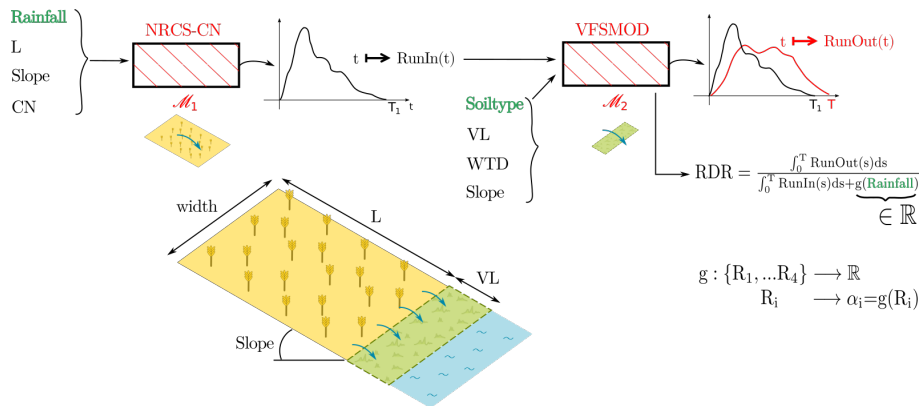 Rainfall
L
Slope
CN
NRCS-CN
ℳ₁
t
T₁
t ↦ RunIn(t)
Soiltype
VL
WTD
Slope
VFSMOD
ℳ₂
t ↦ RunOut(t)
T₁ T
RDR = ∫₀ᵀ RunOut(s)ds / ∫₀ᵀ RunIn(s)ds+g(Rainfall)
∈ ℝ
g : {R₁,...R₄} ⟶ ℝ
Rᵢ ⟶ αᵢ=g(Rᵢ)
width
L
VL
Slope